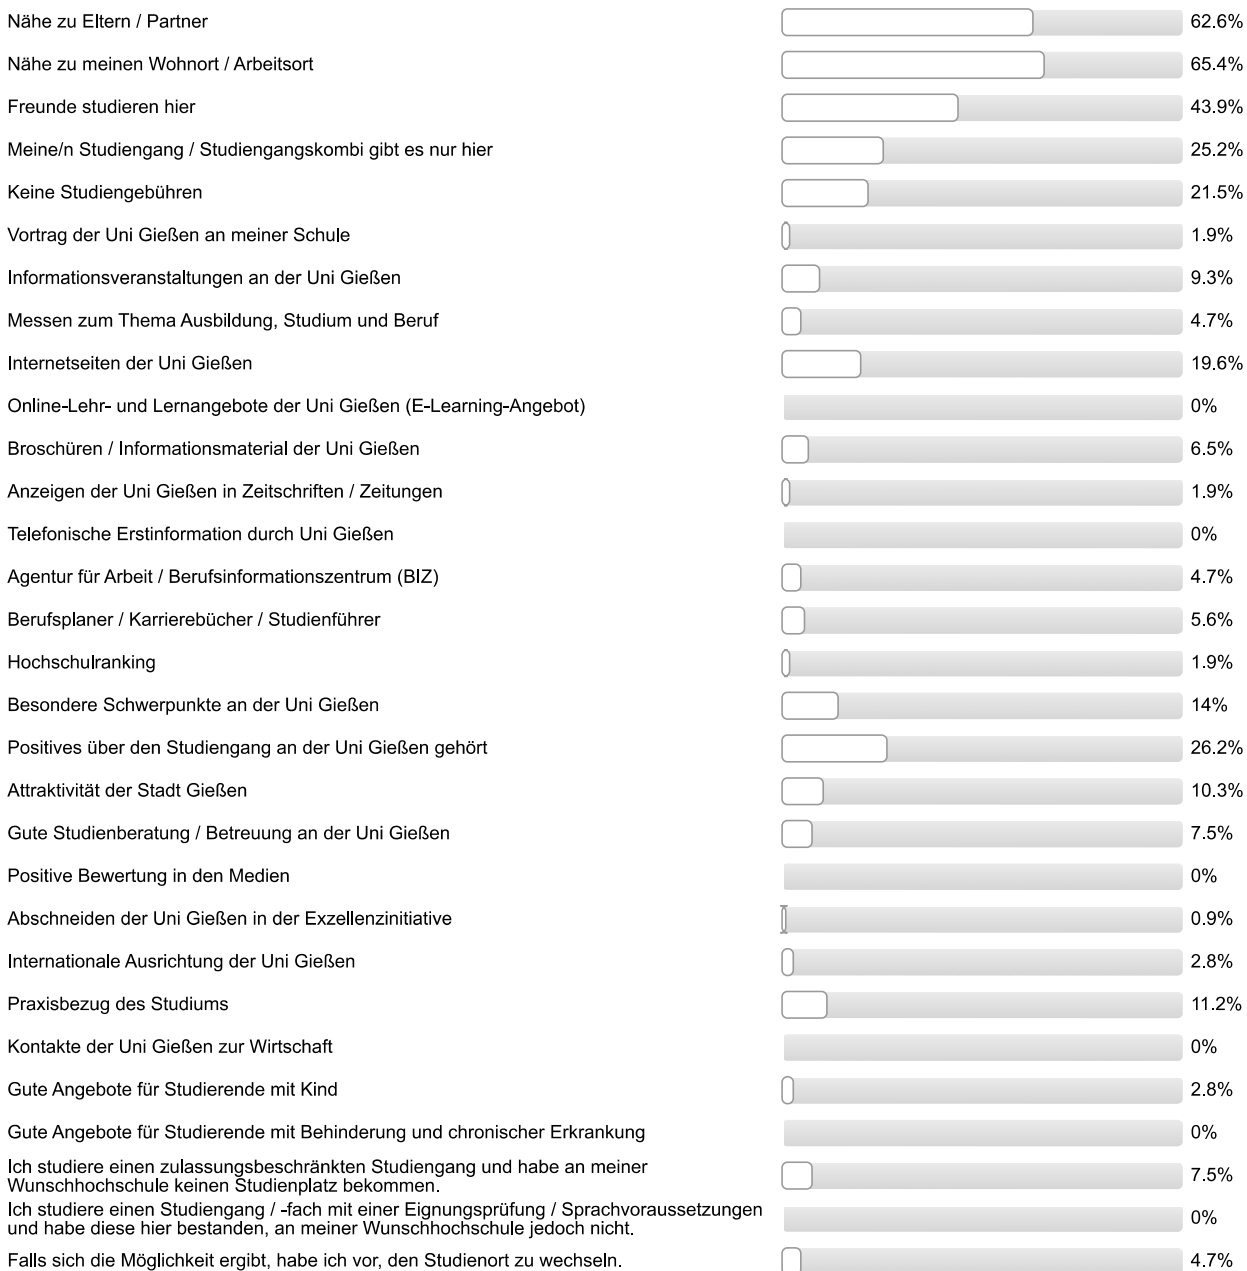 Nähe zu Eltern / Partner 62.6%
Nähe zu meinen Wohnort / Arbeitsort 65.4%
Freunde studieren hier 43.9%
Meine/n Studiengang / Studiengangskombi gibt es nur hier 25.2%
Keine Studiengebühren 21.5%
Vortrag der Uni Gießen an meiner Schule 1.9%
Informationsveranstaltungen an der Uni Gießen 9.3%
Messen zum Thema Ausbildung, Studium und Beruf 4.7%
Internetseiten der Uni Gießen 19.6%
Online-Lehr- und Lernangebote der Uni Gießen (E-Learning-Angebot) 0%
Broschüren / Informationsmaterial der Uni Gießen 6.5%
Anzeigen der Uni Gießen in Zeitschriften / Zeitungen 1.9%
Telefonische Erstinformation durch Uni Gießen 0%
Agentur für Arbeit / Berufsinformationszentrum (BIZ) 4.7%
Berufsplaner / Karrierebücher / Studienführer 5.6%
Hochschulranking 1.9%
Besondere Schwerpunkte an der Uni Gießen 14%
Positives über den Studiengang an der Uni Gießen gehört 26.2%
Attraktivität der Stadt Gießen 10.3%
Gute Studienberatung / Betreuung an der Uni Gießen 7.5%
Positive Bewertung in den Medien 0%
Abschneiden der Uni Gießen in der Exzellenzinitiative 0.9%
Internationale Ausrichtung der Uni Gießen 2.8%
Praxisbezug des Studiums 11.2%
Kontakte der Uni Gießen zur Wirtschaft 0%
Gute Angebote für Studierende mit Kind 2.8%
Gute Angebote für Studierende mit Behinderung und chronischer Erkrankung 0%
Ich studiere einen zulassungsbeschränkten Studiengang und habe an meiner
Wunschhochschule keinen Studienplatz bekommen. 7.5%
Ich studiere einen Studiengang / -fach mit einer Eignungsprüfung / Sprachvoraussetzungen
und habe diese hier bestanden, an meiner Wunschhochschule jedoch nicht. 0%
Falls sich die Möglichkeit ergibt, habe ich vor, den Studienort zu wechseln. 4.7%